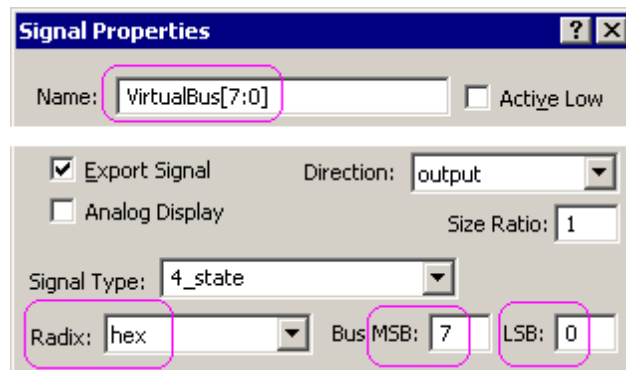 Signal Properties ? X
Name: VirtualBus[7:0] Active Low
Export Signal Direction: output
Analog Display Size Ratio: 1
Signal Type: 4_state
Radix: hex Bus MSB: 7 LSB: 0